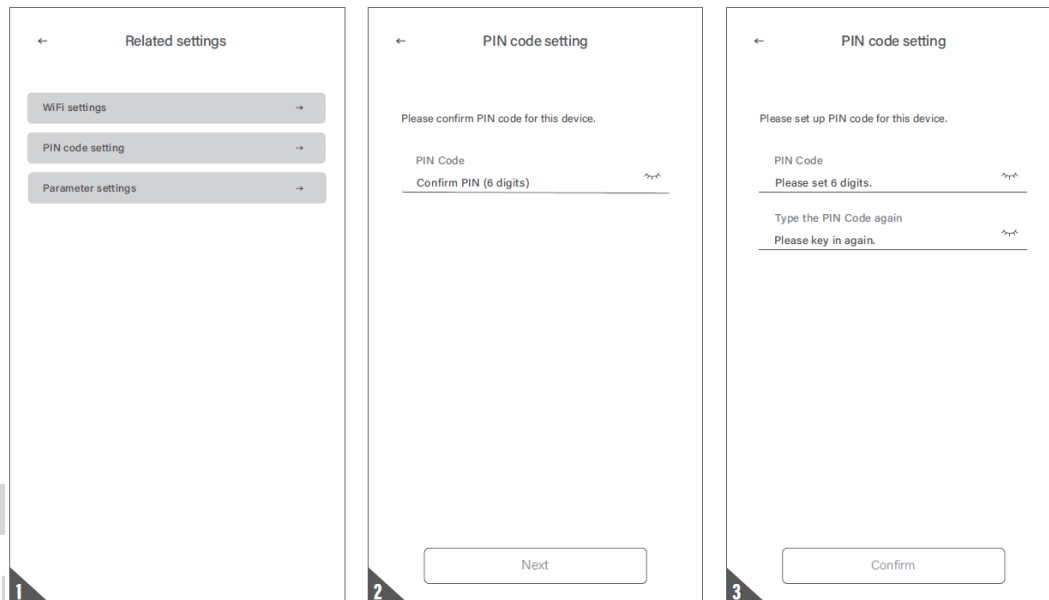 ← Related settings
WiFi settings →
PIN code setting →
Parameter settings →
1
← PIN code setting
Please confirm PIN code for this device.
PIN Code
Confirm PIN (6 digits)
Next
2
← PIN code setting
Please set up PIN code for this device.
PIN Code
Please set 6 digits.
Type the PIN Code again
Please key in again.
Confirm
3